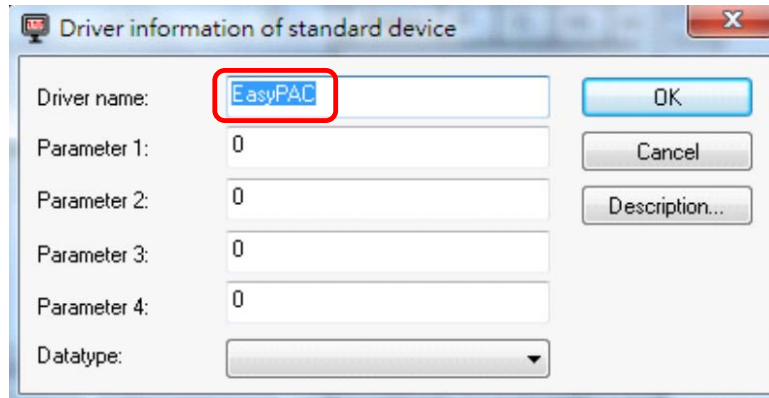 Driver information of standard device
Driver name: EasyPAC OK
Parameter 1: 0 Cancel
Parameter 2: 0 Description...
Parameter 3: 0
Parameter 4: 0
Datatype: